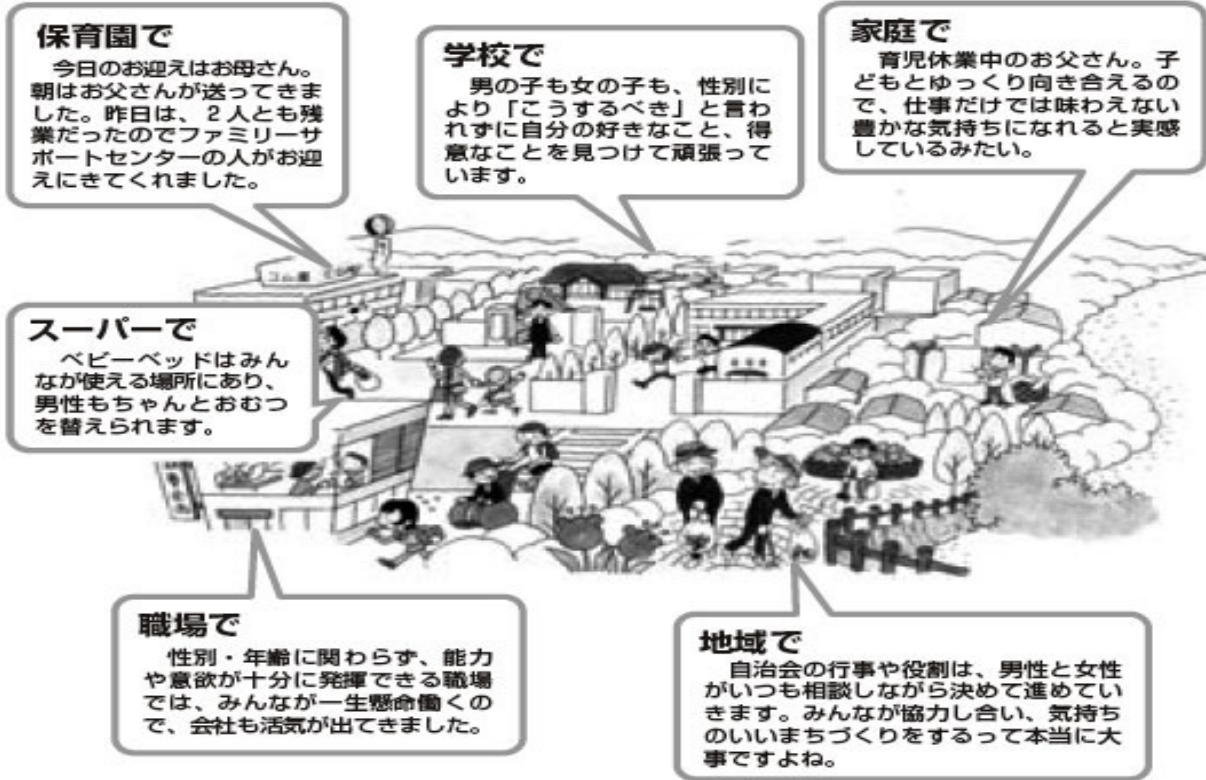 保育園で
今日のお迎えはお母さん。
朝はお父さんが送ってきま
した。昨日は、２人とも残
業だったのでファミリーサ
ポートセンターの人がお迎
えにきてくれました。
学校で
男の子も女の子も、性別に
より「こうするべき」と言わ
れずに自分の好きなこと、得
意なことを見つけて頑張って
います。
家庭で
育児休業中のお父さん。子
どもとゆっくり向き合えるの
で、仕事だけでは味わえない
豊かな気持ちになれると実感
しているみたい。
スーパーで
ベビーベッドはみん
なが使える場所にあり、
男性もちゃんとおむつ
を替えられます。
職場で
性別・年齢に関わらず、能力
や意欲が十分に発揮できる職場
では、みんなが一生懸命働くの
で、会社も活気が出てきました。
地域で
自治会の行事や役割は、男性と女性
がいつも相談しながら決めて進めてい
きます。みんなが協力し合い、気持ち
のいいまちづくりをするって本当に大
事ですよね。